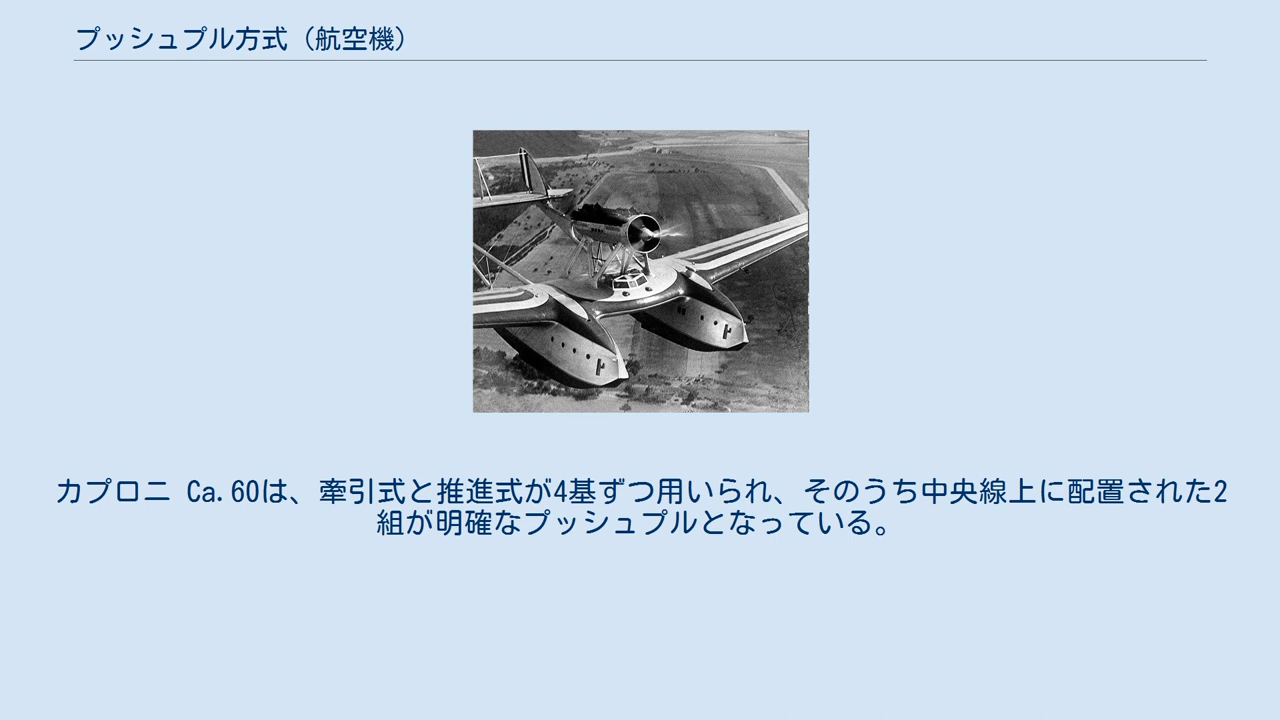 プッシュプル方式（航空機）
カプロニ Ca.60は、牽引式と推進式が4基ずつ用いられ、そのうち中央線上に配置された2
組が明確なプッシュプルとなっている。